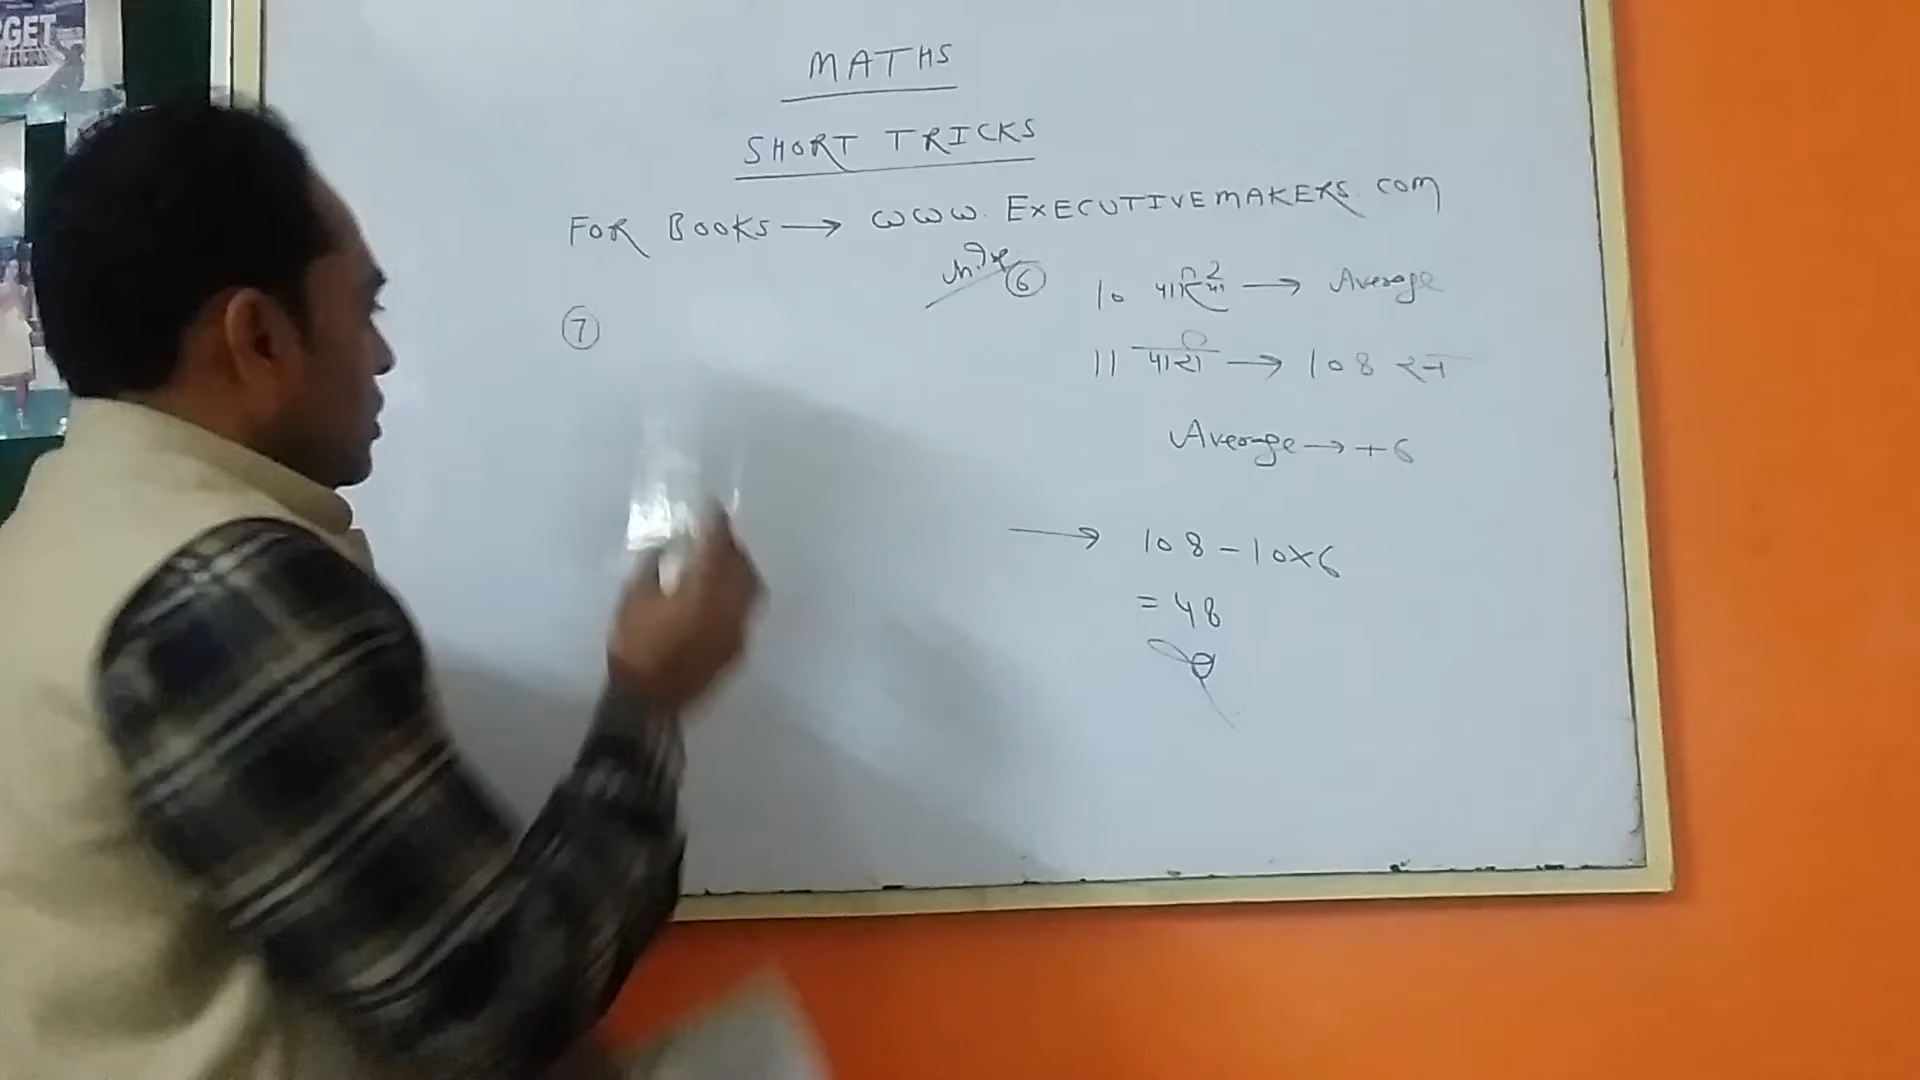 GET
MATHS
SHORT TRICKS
FOR BOOKS → WWW. EXECUTIVEMAKERS. COM
⑥ 10 → Average
11 पारी → 108 रन
Average → +6
→ 108 - 10×6
= 48
⑦